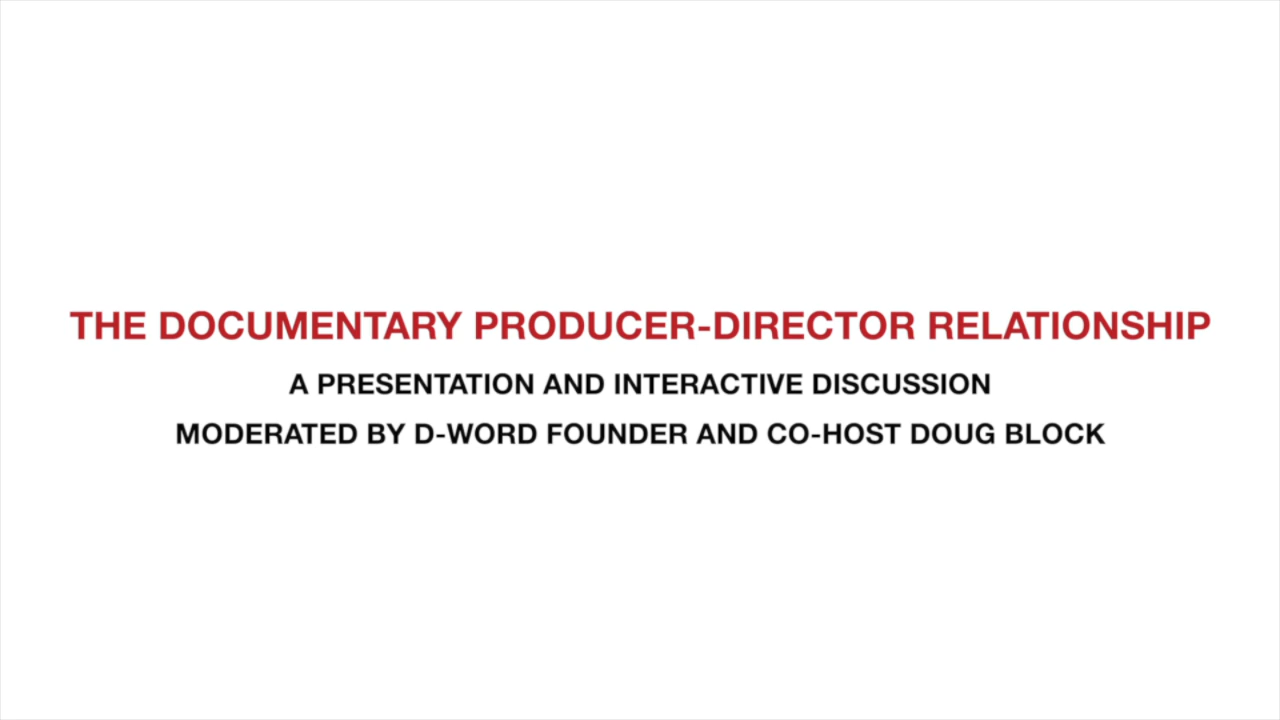 THE DOCUMENTARY PRODUCER-DIRECTOR RELATIONSHIP
A PRESENTATION AND INTERACTIVE DISCUSSION
MODERATED BY D-WORD FOUNDER AND CO-HOST DOUG BLOCK